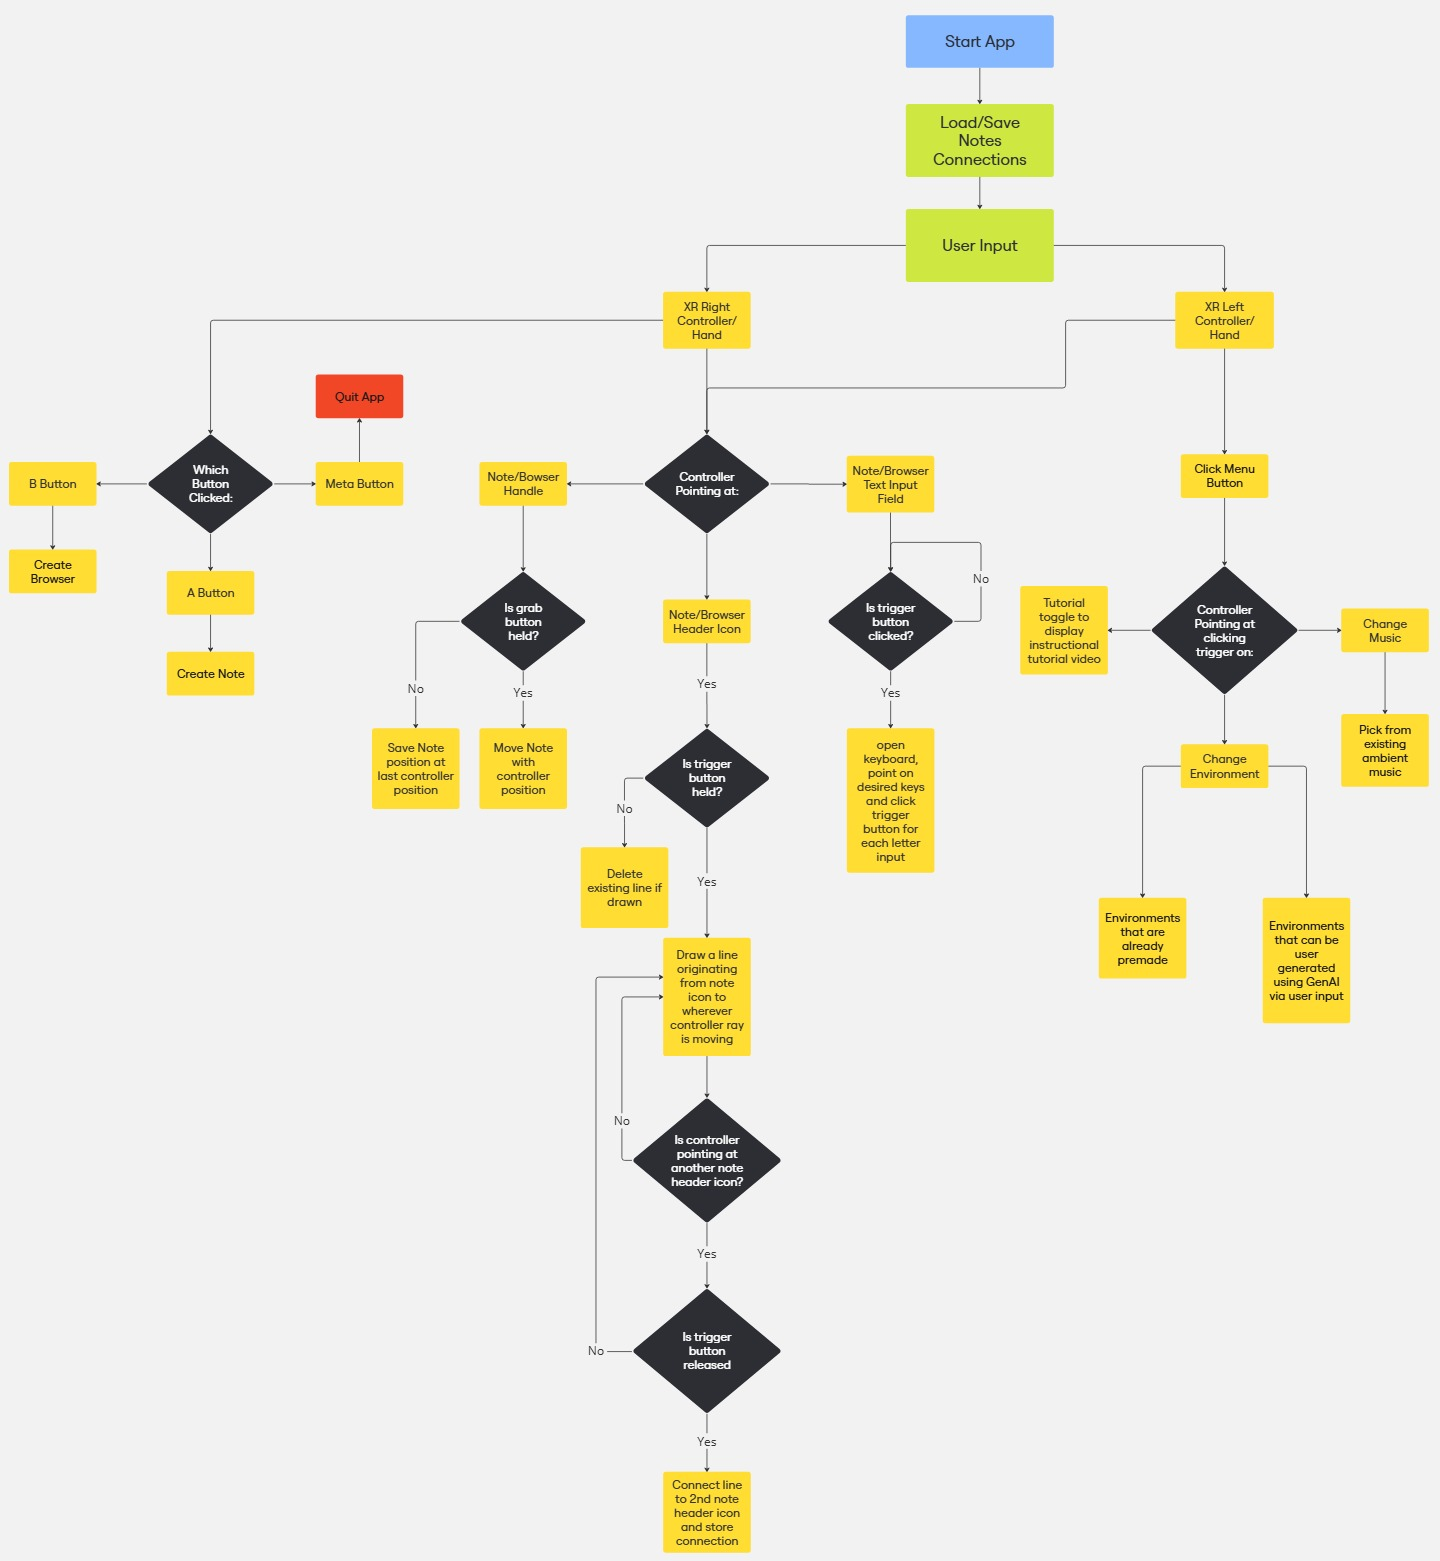 Start App
Load/Save
Notes
Connections
User Input
XR Right
Controller/
Hand
XR Left
Controller/
Hand
Quit App
Which
Button
Clicked:
B Button
Meta Button
Create
Browser
A Button
Create Note
Controller
Pointing at:
Note/Bowser
Handle
Note/Browser
Text Input
Field
Is grab
button
held?
No
Yes
Save Note
position at
last controller
position
Move Note
with
controller
position
Note/Browser
Header Icon
Yes
Is trigger
button
held?
No
Delete
existing line if
drawn
Yes
Draw a line
originating
from note
icon to
wherever
controller ray
is moving
Is controller
pointing at
another note
header icon?
No
Yes
Is trigger
button
released
No
Yes
Connect line
to 2nd note
header icon
and store
connection
Is trigger
button
clicked?
No
Yes
open
keyboard,
point on
desired keys
and click
trigger
button for
each letter
input
Click Menu
Button
Controller
Pointing at
clicking
trigger on:
Tutorial
toggle to
display
instructional
tutorial video
Change
Music
Pick from
existing
ambient
music
Change
Environment
Environments
that are
already
premade
Environments
that can be
user
generated
using GenAI
via user input